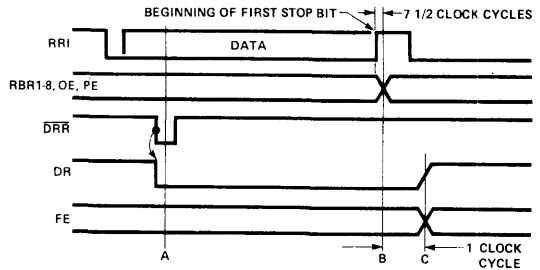 BEGINNING OF FIRST STOP BIT
7 1/2 CLOCK CYCLES
RRI
DATA
RBR1-8, OE, PE
DRR
DR
FE
A
B
C
1 CLOCK
CYCLE